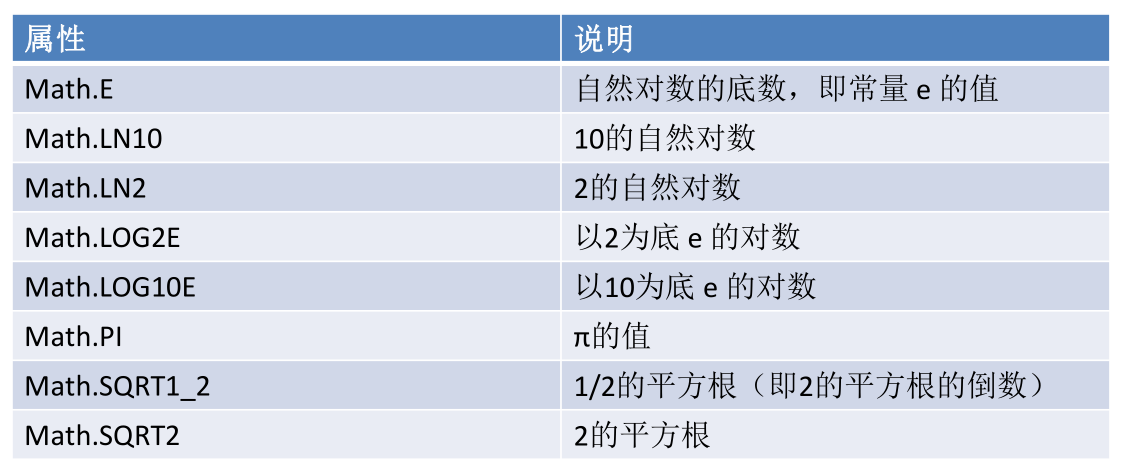 属性 说明
Math.E 自然对数的底数，即常量 e 的值
Math.LN10 10的自然对数
Math.LN2 2的自然对数
Math.LOG2E 以2为底 e 的对数
Math.LOG10E 以10为底 e 的对数
Math.PI π的值
Math.SQRT1_2 1/2的平方根（即2的平方根的倒数）
Math.SQRT2 2的平方根